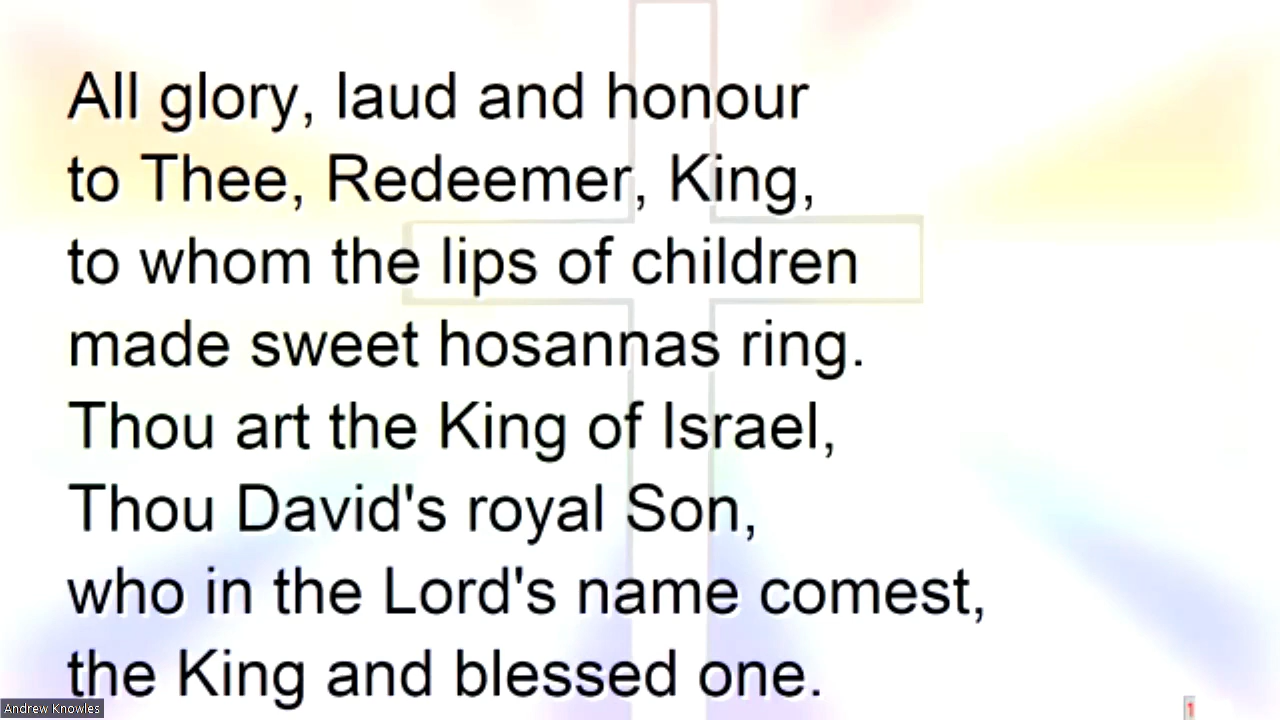 All glory, laud and honour
to Thee, Redeemer, King,
to whom the lips of children
made sweet hosannas ring.
Thou art the King of Israel,
Thou David's royal Son,
who in the Lord's name comest,
the King and blessed one.
Andrew Knowles
1